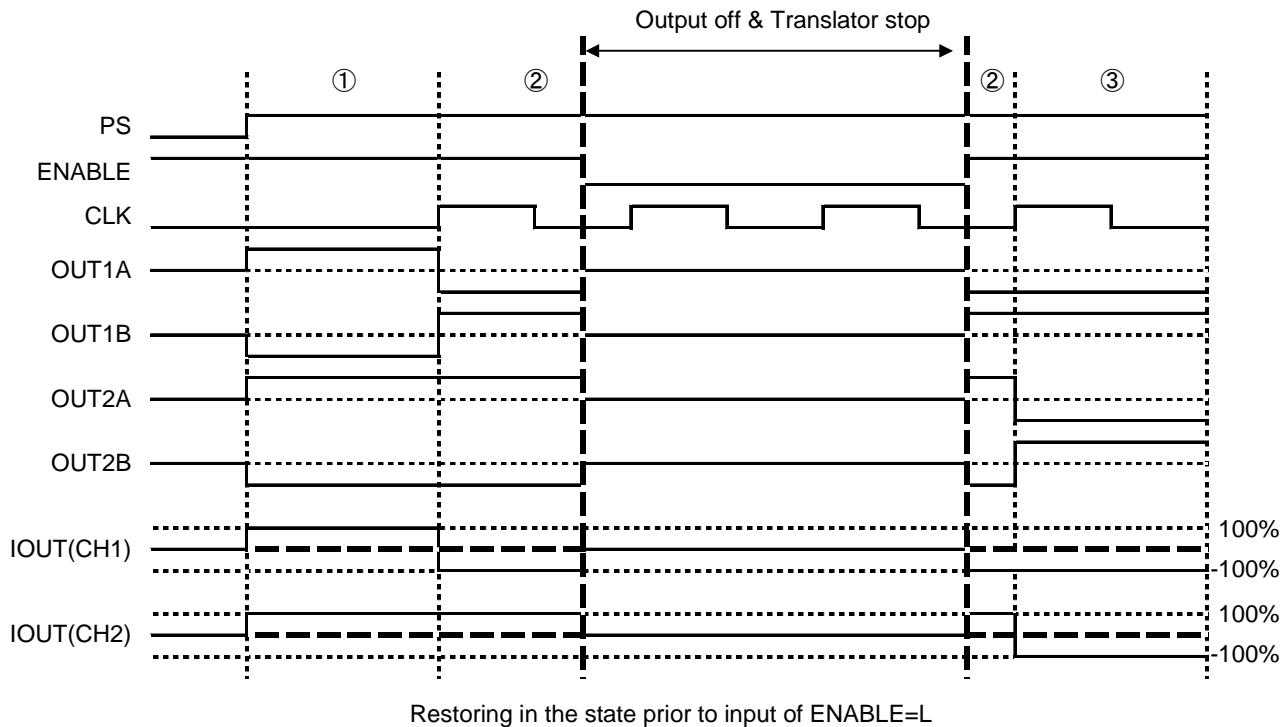 Output off & Translator stop
① ② ② ③
PS
ENABLE
CLK
OUT1A
OUT1B
OUT2A
OUT2B
100%
IOUT(CH1)
-100%
100%
IOUT(CH2)
-100%
Restoring in the state prior to input of ENABLE=L